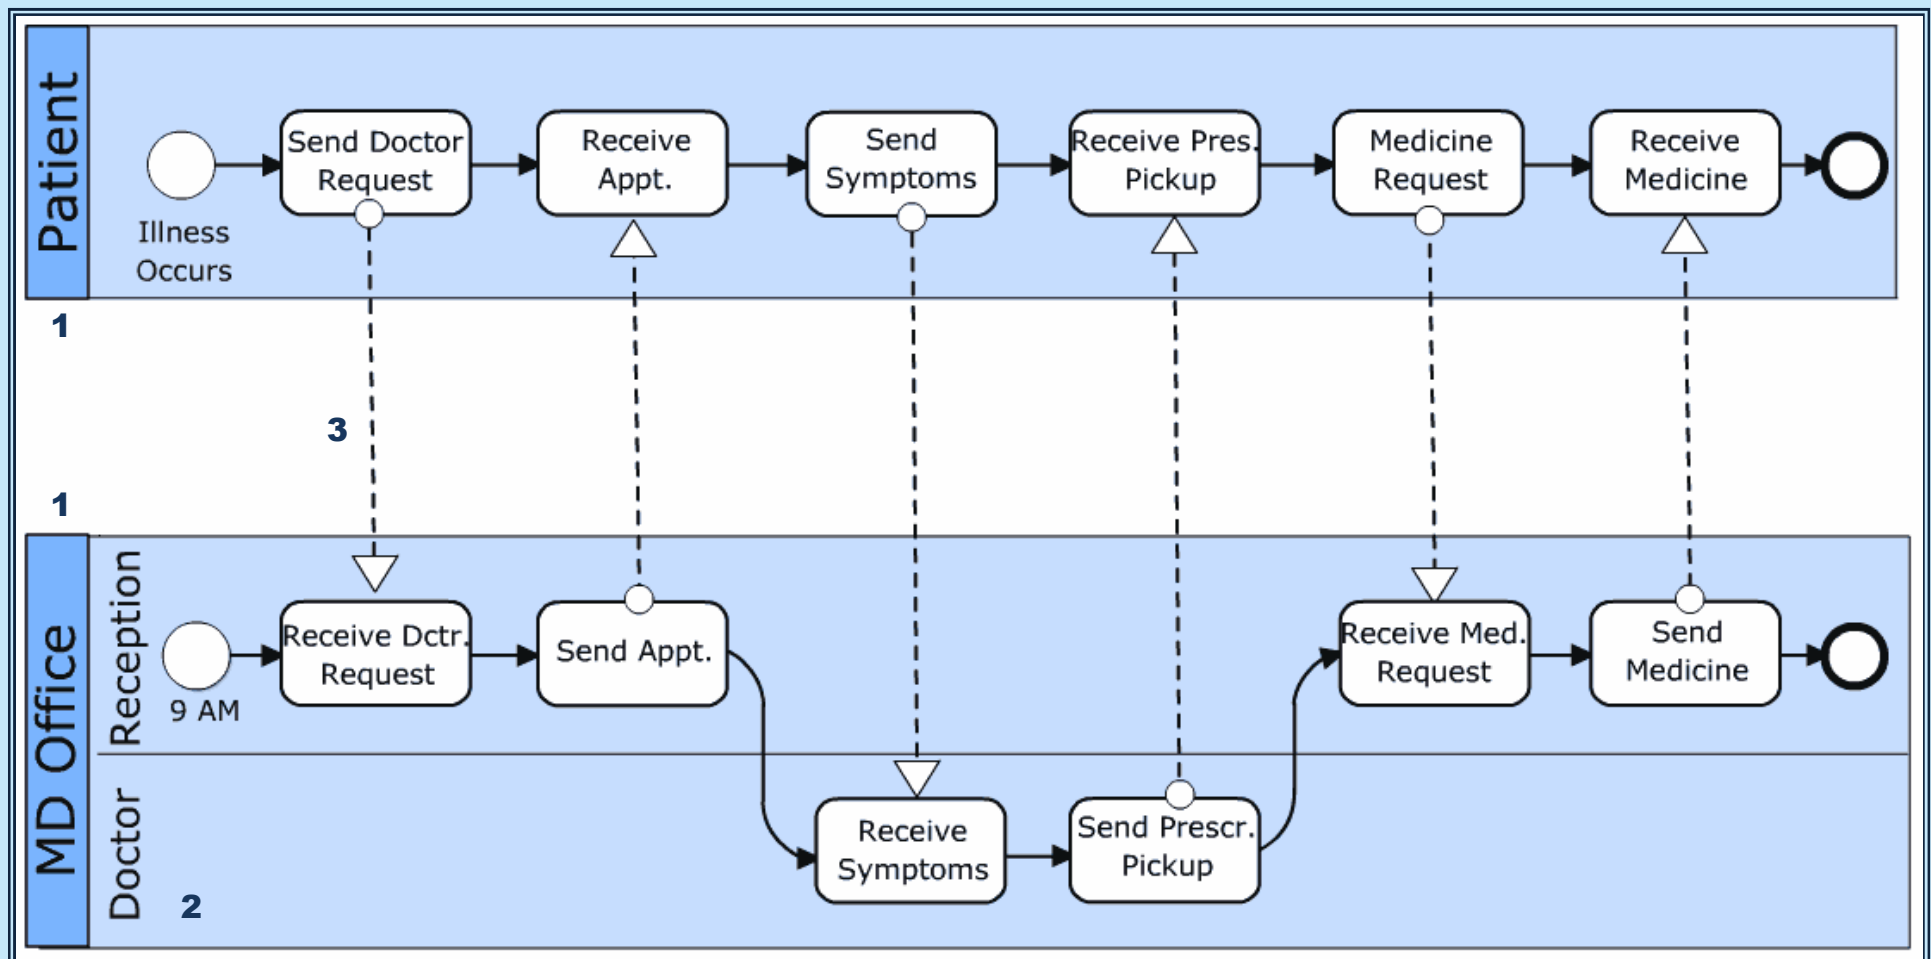 Patient
Illness
Occurs
Send Doctor
Request
Receive
Appt.
Send
Symptoms
Receive Pres.
Pickup
Medicine
Request
Receive
Medicine
1
3
1
MD Office
Reception
9 AM
Receive Dctr.
Request
Send Appt.
Receive Med.
Request
Send
Medicine
Doctor
2
Receive
Symptoms
Send Prescr.
Pickup